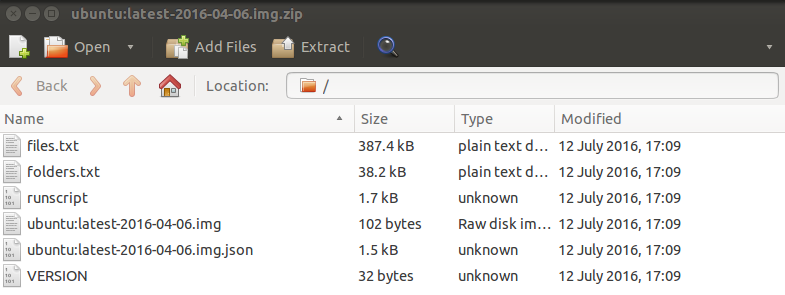 ubuntu:latest-2016-04-06.img.zip
Open Add Files Extract
Back Location: /
Name Size Type Modified
files.txt 387.4 kB plain text d... 12 July 2016, 17:09
folders.txt 38.2 kB plain text d... 12 July 2016, 17:09
runscript 1.7 kB unknown 12 July 2016, 17:09
ubuntu:latest-2016-04-06.img 102 bytes Raw disk im... 12 July 2016, 17:09
ubuntu:latest-2016-04-06.img.json 1.5 kB unknown 12 July 2016, 17:09
VERSION 32 bytes unknown 12 July 2016, 17:09